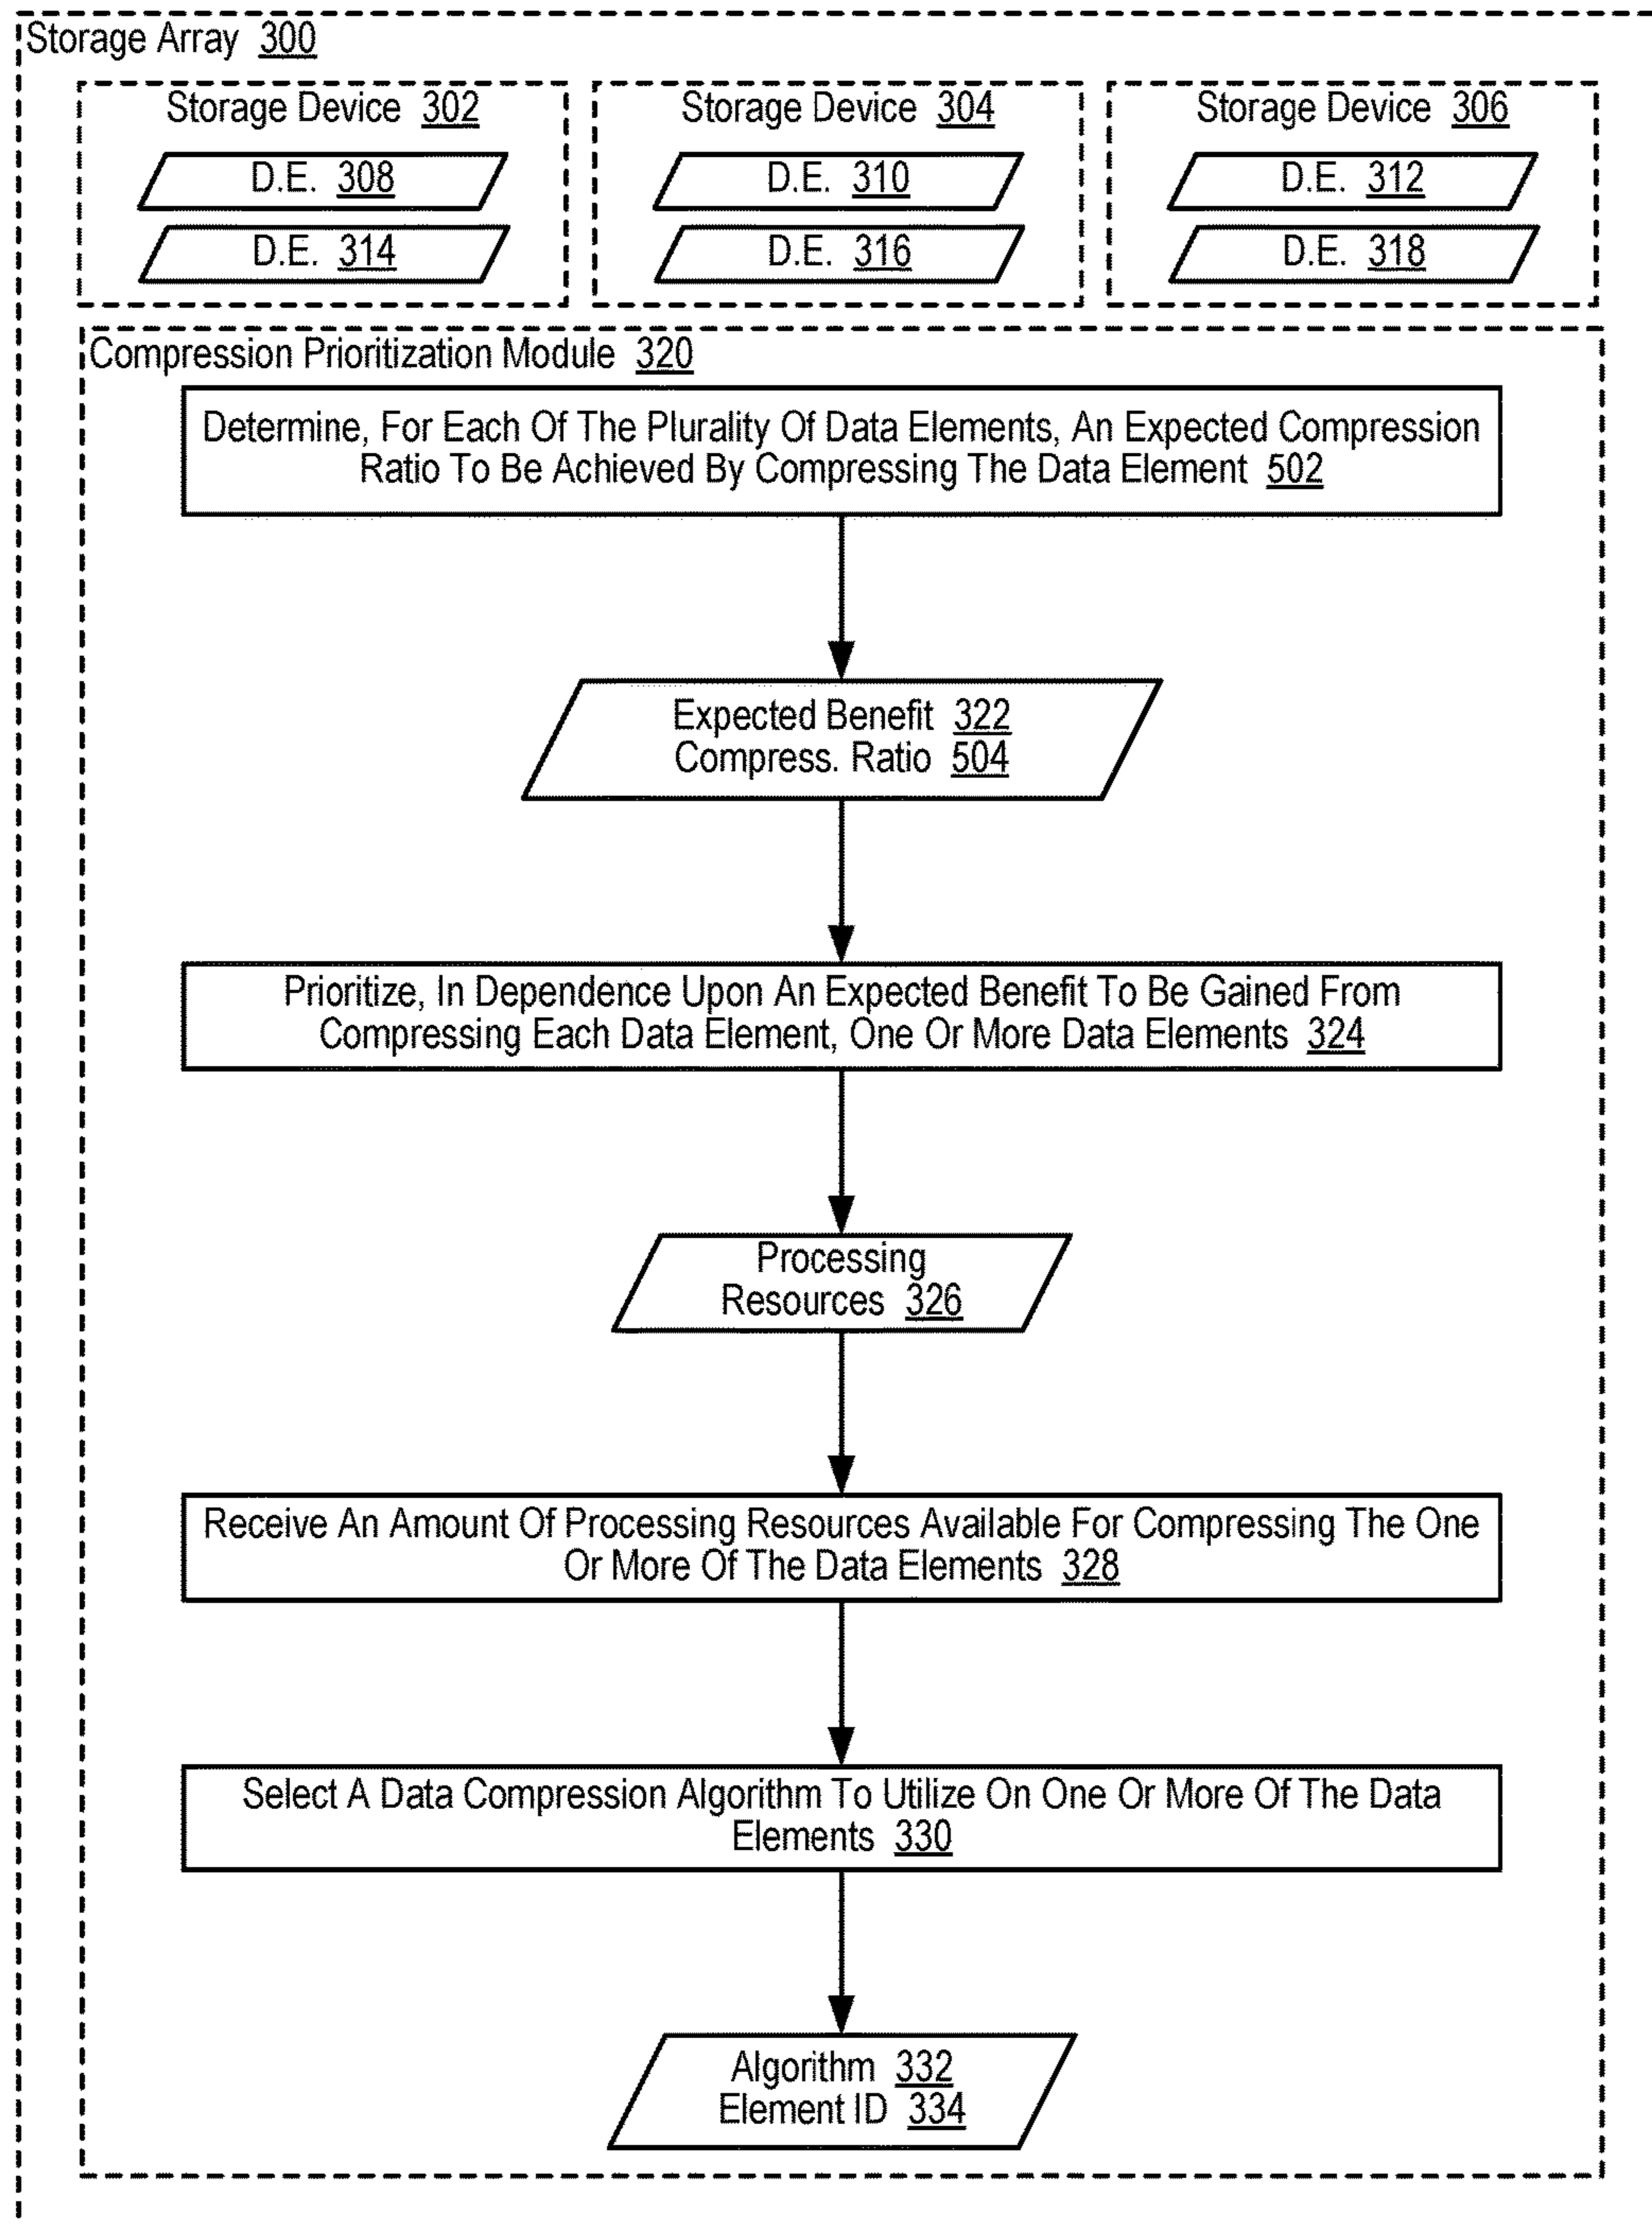 Storage Array 300
Storage Device 302
D.E. 308
D.E. 314
Storage Device 304
D.E. 310
D.E. 316
Storage Device 306
D.E. 312
D.E. 318
Compression Prioritization Module 320
Determine, For Each Of The Plurality Of Data Elements, An Expected Compression
Ratio To Be Achieved By Compressing The Data Element 502
Expected Benefit 322
Compress. Ratio 504
Prioritize, In Dependence Upon An Expected Benefit To Be Gained From
Compressing Each Data Element, One Or More Data Elements 324
Processing
Resources 326
Receive An Amount Of Processing Resources Available For Compressing The One
Or More Of The Data Elements 328
Select A Data Compression Algorithm To Utilize On One Or More Of The Data
Elements 330
Algorithm 332
Element ID 334